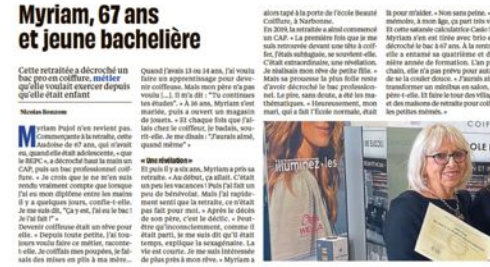 Myriam, 67 ans
et jeune bachelière
Cette retraitée a décroché un
bac pro en coiffure, métier
qu'elle voulait exercer depuis
qu'elle était enfant
Nicolas Bonzom
Myriam Pujol n'en revient pas.
Commerçante à la retraite, cette
Audoise de 67 ans, qui n'avait
eu, quand elle était adolescente, « que
le BEPC », a décroché haut la main un
CAP, puis un bac professionnel coif-
fure. « Je crois que je ne m'en suis
rendu vraiment compte que lorsque
j'ai eu mon diplôme entre les mains
il y a quelques jours, confie-t-elle.
Je me suis dit, "Ça y est, j'ai eu le bac !
Je l'ai fait !" »
Devenir coiffeuse était un rêve pour
elle. « Depuis toute petite, j'ai tou-
jours voulu faire ce métier, raconte-
t-elle. Je coiffais mes poupées, je fai-
sais des mises en plis à ma mère...
Quand j'avais 13 ou 14 ans, j'ai voulu
faire un apprentissage pour deve-
nir coiffeuse. Mais mon père n'a pas
voulu (...). Il m'a dit : "Tu continues
tes études". » À 16 ans, Myriam s'est
mariée, puis a ouvert un magasin
de jouets. « Et chaque fois que j'al-
lais chez le coiffeur, je badais, sou-
rit-elle. Je me disais : "J'aurais aimé,
quand même" »
« Une révélation »
Et puis il y a six ans, Myriam a pris sa
retraite. « Au début, ça allait. C'était
un peu les vacances ! Puis j'ai fait un
peu de bénévolat. Mais j'ai rapide-
ment senti que la retraite, ce n'était
pas fait pour moi. » Après le décès
de son père, c'est le déclic. « Peut-
être qu'inconsciemment, comme il
était parti, je me suis dit qu'il était
temps, explique la sexagénaire. La
vie est courte. Je me suis intéressée
de plus près à mon rêve. » Myriam a
alors tapé à la porte de l'école Beauté
Coiffure, à Narbonne.
En 2019, la retraitée a ainsi commencé
un CAP. « La première fois que je me
suis retrouvée devant une tête à coif-
fer, j'étais subjuguée, se souvient-elle.
C'était extraordinaire, une révélation.
Je réalisais mon rêve de petite fille. »
Mais sa prouesse la plus folle reste
d'avoir décroché le bac profession-
nel. Le pire, sans doute, a été les ma-
thématiques. « Heureusement, mon
mari, qui a fait l'École normale, était
là pour m'aider. « Non sans peine.
mémoire, à mon âge, ça part très v
Et cette satanée calculatrice Casio !
Myriam s'en est tirée avec brio e
décroché le bac à 67 ans. À la rentr
elle a entamé sa quatrième et d
nière année de formation. L'an p
chain, elle n'a pas prévu pour auta
de se la couler douce. « J'aurais ai
transformer un minibus en salon,
père-t-elle. Et faire le tour des villag
et des maisons de retraite pour coif
les petites mémés. »
illuminez les